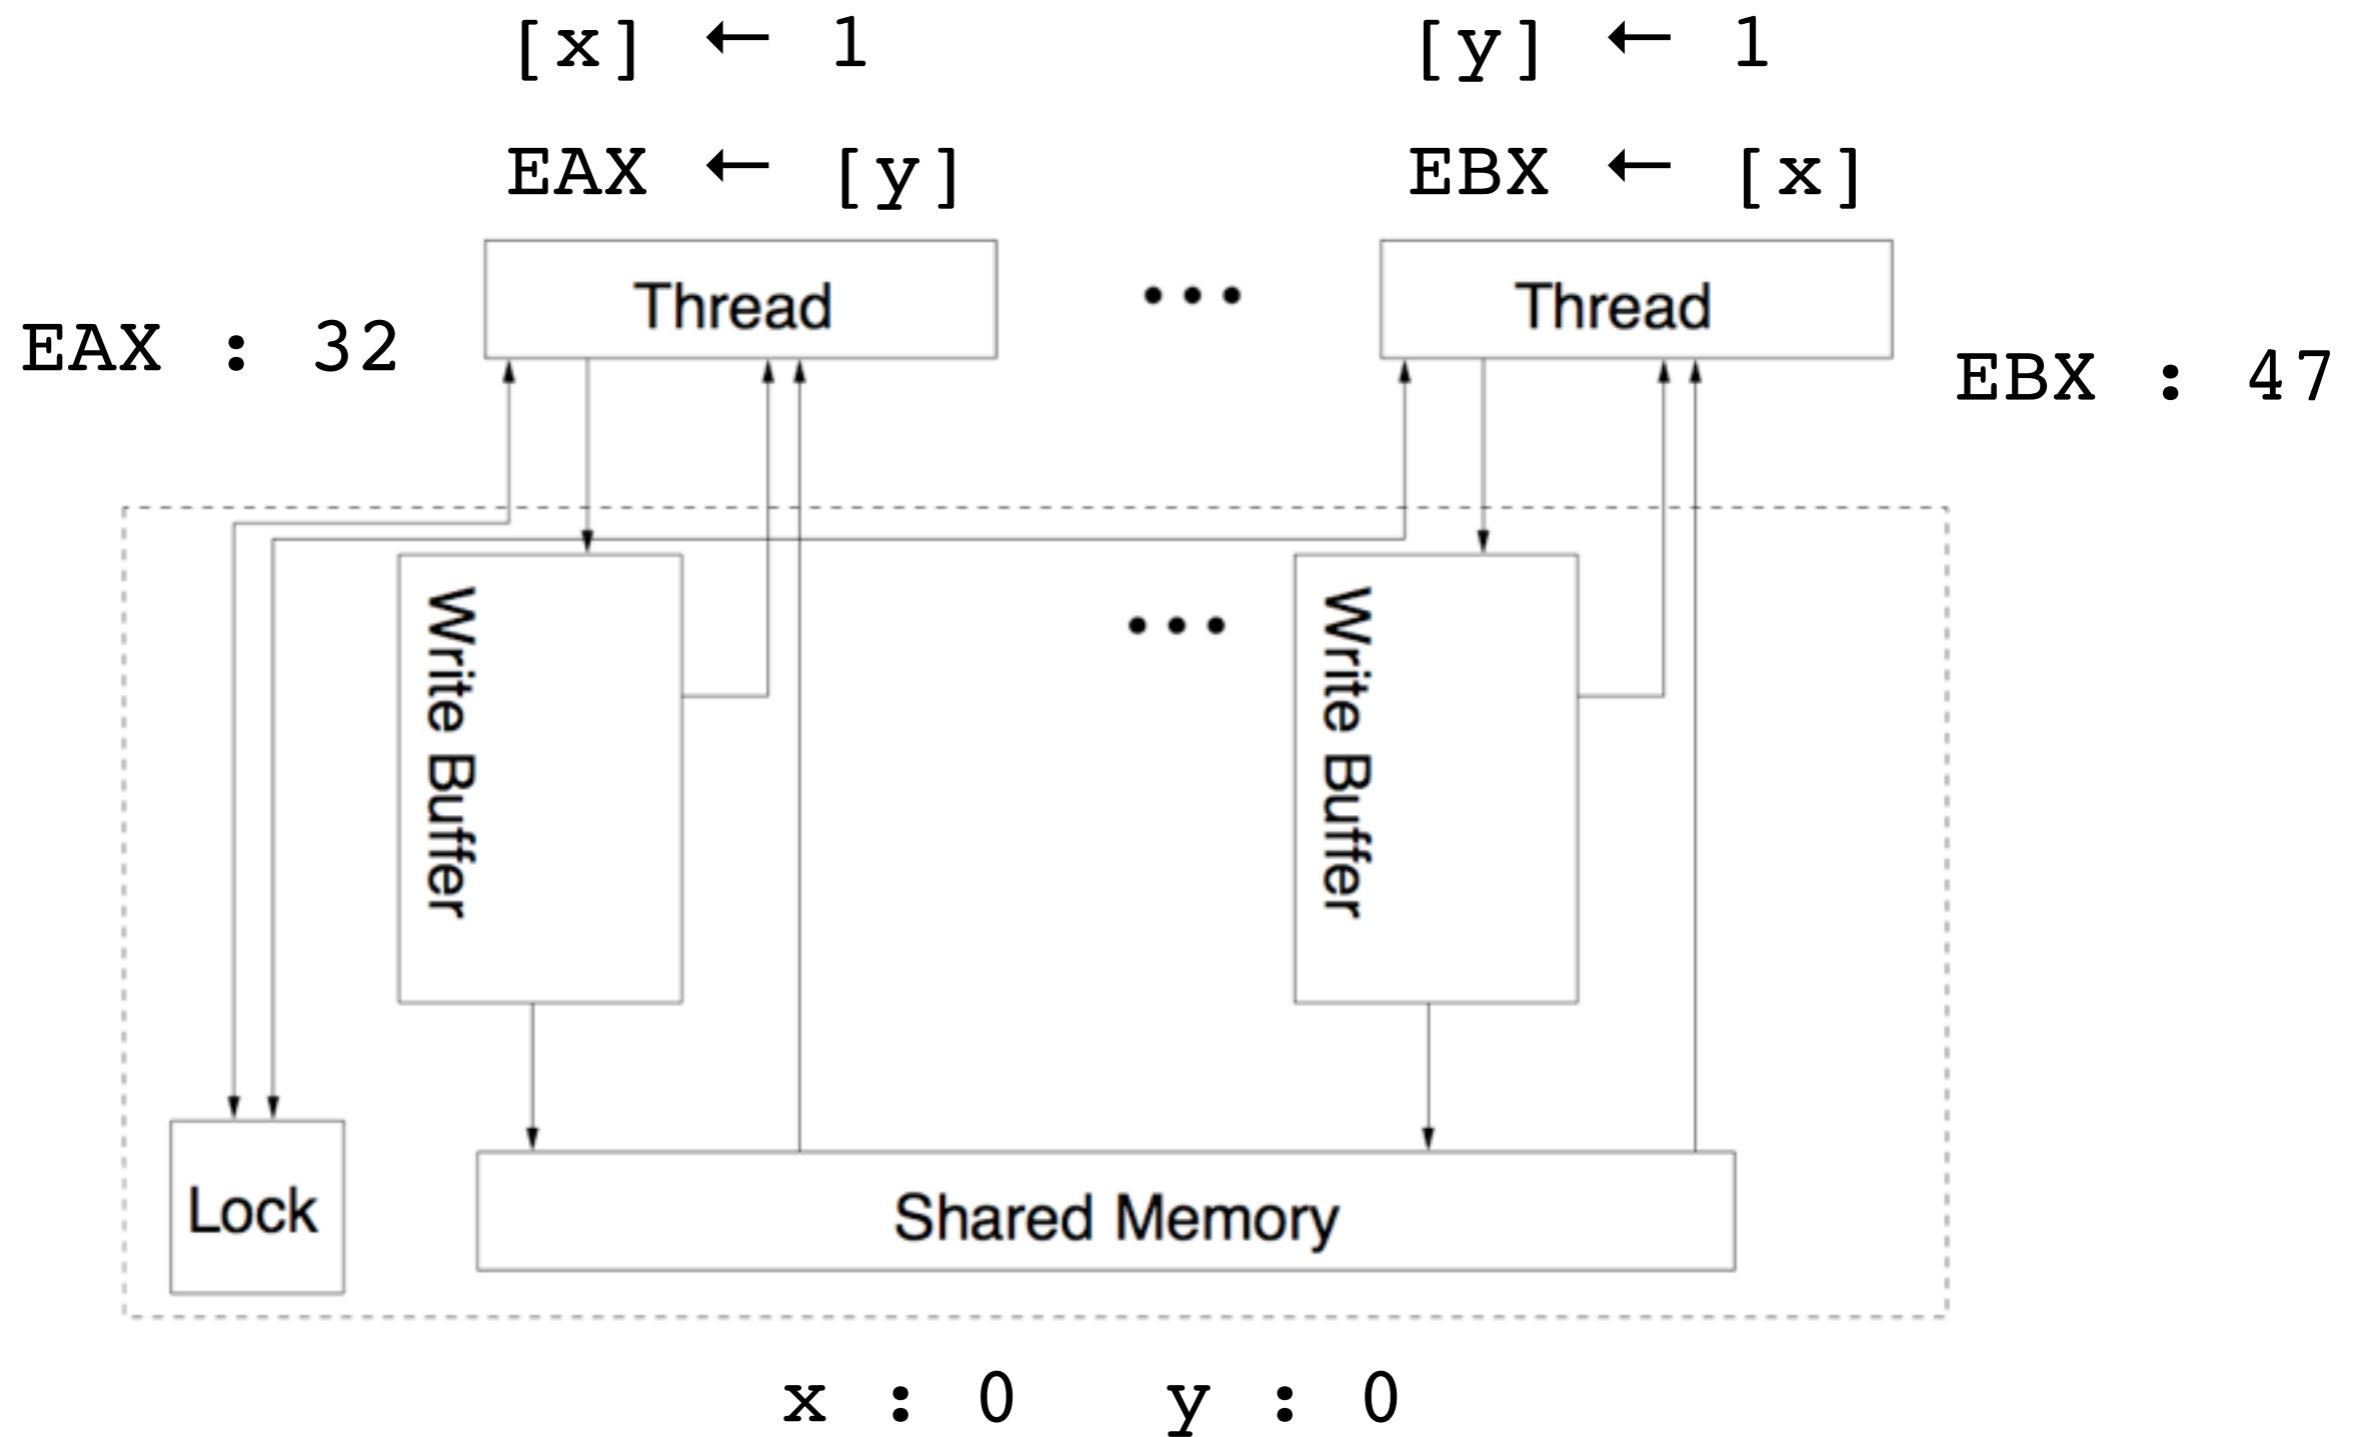 [x] ← 1
[y] ← 1
EAX ← [y]
EBX ← [x]
Thread
Thread
EAX : 32
EBX : 47
Write Buffer
Write Buffer
Lock
Shared Memory
x : 0 y : 0